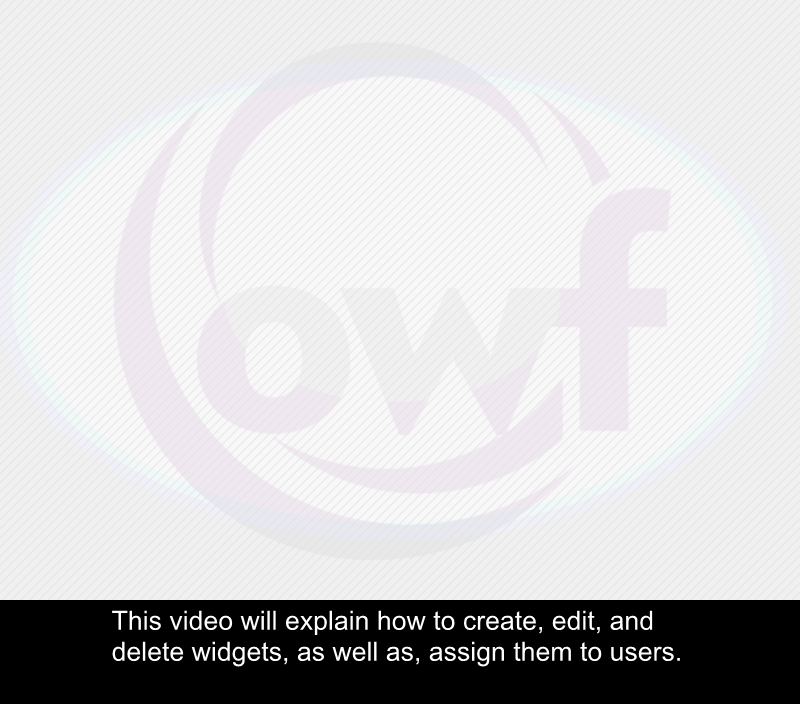 owf
This video will explain how to create, edit, and
delete widgets, as well as, assign them to users.